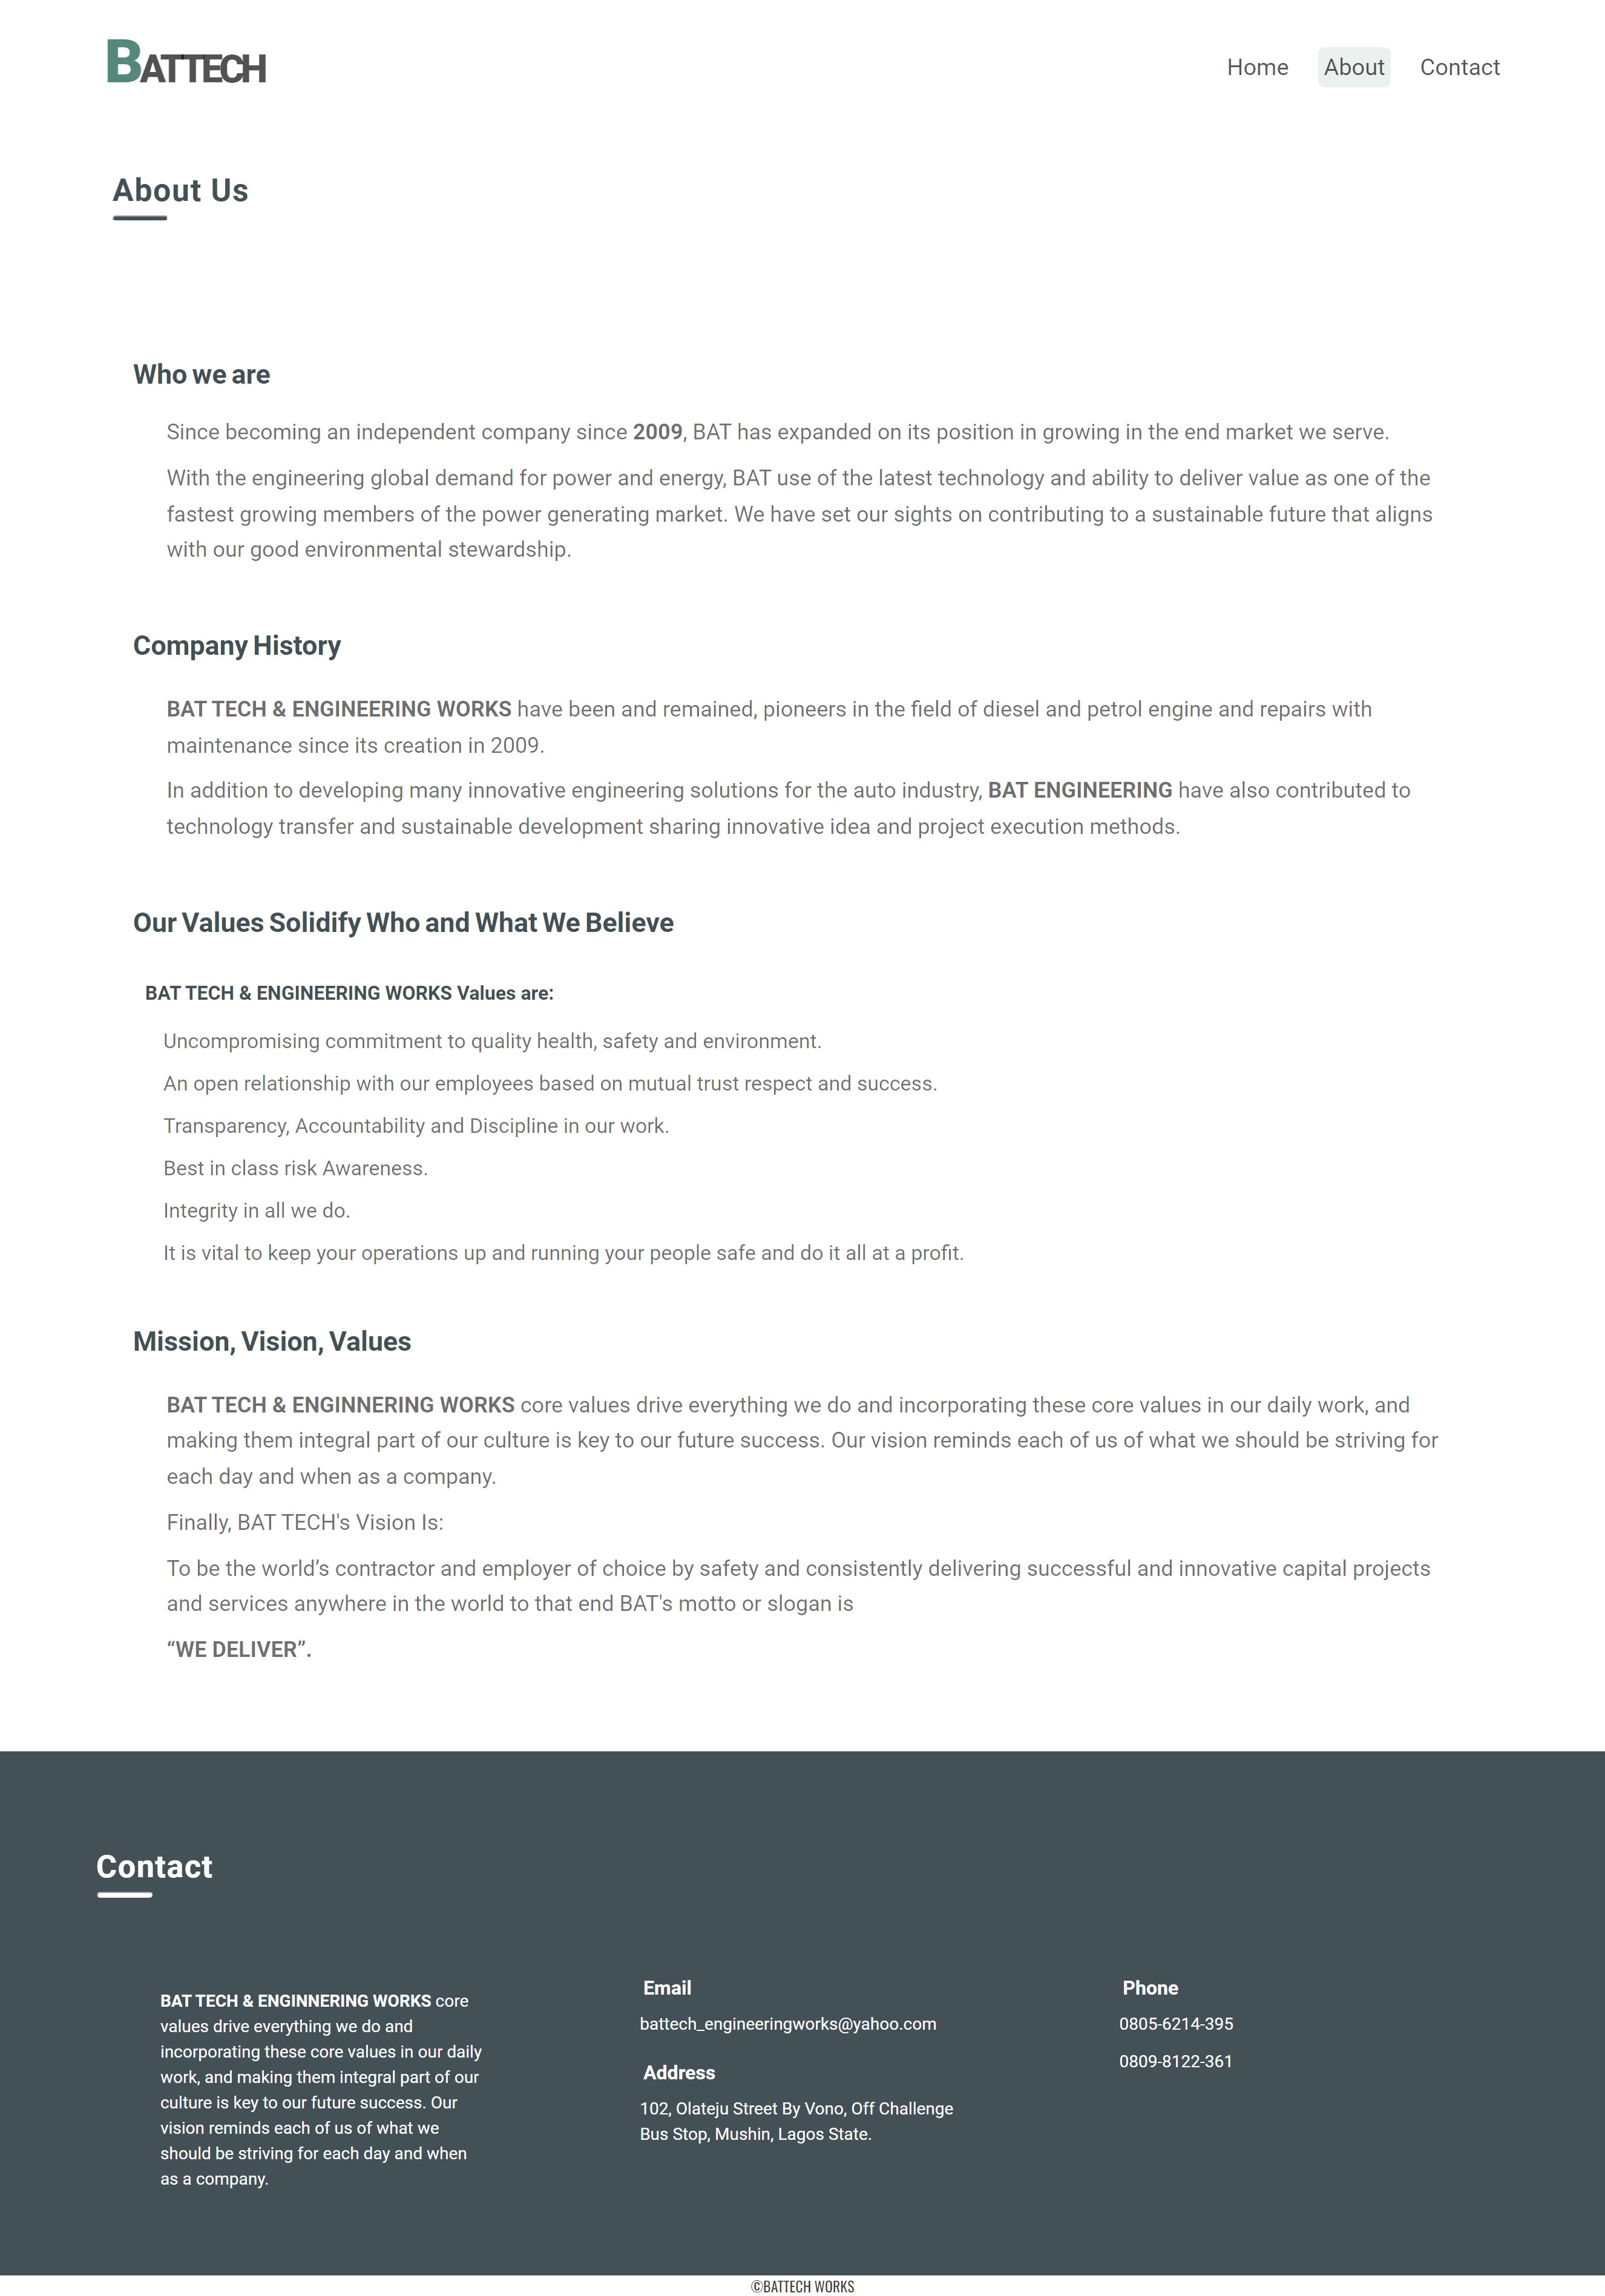 BATTECH
Home About Contact
About Us
Who we are
Since becoming an independent company since 2009, BAT has expanded on its position in growing in the end market we serve.
With the engineering global demand for power and energy, BAT use of the latest technology and ability to deliver value as one of the
fastest growing members of the power generating market. We have set our sights on contributing to a sustainable future that aligns
with our good environmental stewardship.
Company History
BAT TECH & ENGINEERING WORKS have been and remained, pioneers in the field of diesel and petrol engine and repairs with
maintenance since its creation in 2009.
In addition to developing many innovative engineering solutions for the auto industry, BAT ENGINEERING have also contributed to
technology transfer and sustainable development sharing innovative idea and project execution methods.
Our Values Solidify Who and What We Believe
BAT TECH & ENGINEERING WORKS Values are:
Uncompromising commitment to quality health, safety and environment.
An open relationship with our employees based on mutual trust respect and success.
Transparency, Accountability and Discipline in our work.
Best in class risk Awareness.
Integrity in all we do.
It is vital to keep your operations up and running your people safe and do it all at a profit.
Mission, Vision, Values
BAT TECH & ENGINNERING WORKS core values drive everything we do and incorporating these core values in our daily work, and
making them integral part of our culture is key to our future success. Our vision reminds each of us of what we should be striving for
each day and when as a company.
Finally, BAT TECH's Vision Is:
To be the world’s contractor and employer of choice by safety and consistently delivering successful and innovative capital projects
and services anywhere in the world to that end BAT's motto or slogan is
“WE DELIVER”.
Contact
BAT TECH & ENGINNERING WORKS core
values drive everything we do and
incorporating these core values in our daily
work, and making them integral part of our
culture is key to our future success. Our
vision reminds each of us of what we
should be striving for each day and when
as a company.
Email
battech_engineeringworks@yahoo.com
Address
102, Olateju Street By Vono, Off Challenge
Bus Stop, Mushin, Lagos State.
Phone
0805-6214-395
0809-8122-361
©BATTECH WORKS